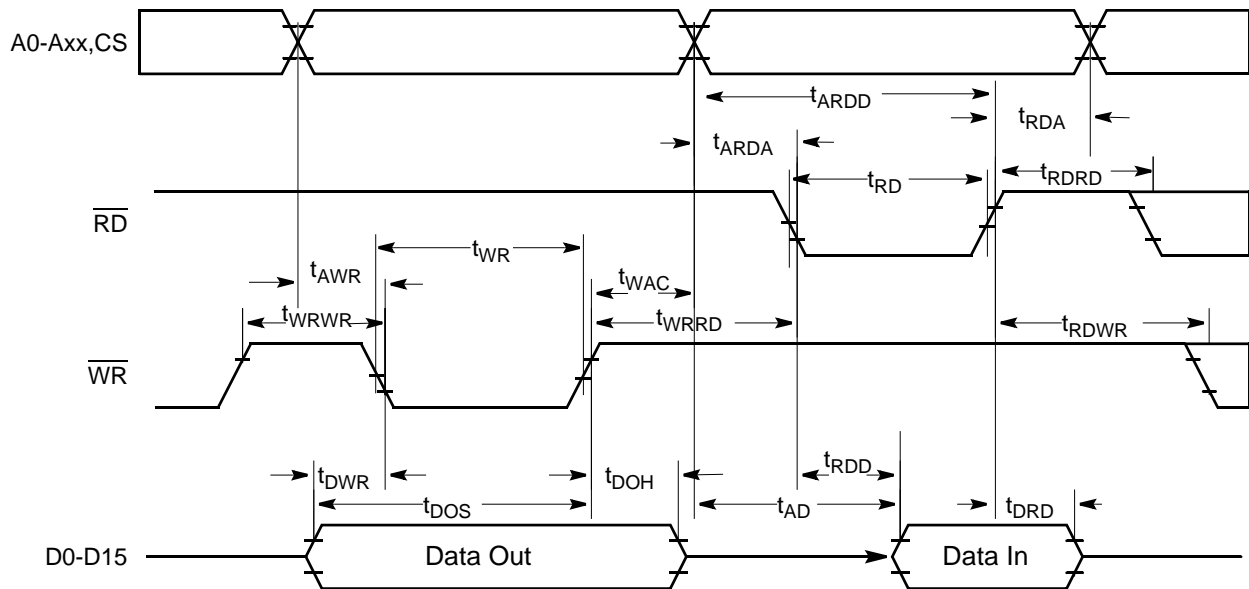 A0-Axx,CS
tARDD
tRDA
tARDA
tRD
tRDRD
RD
tWR
tAWR
tWAC
tWRWR
tWRRD
tRDWR
WR
tRDD
tDWR
tDOH
tDOS
tAD
tDRD
D0-D15
Data Out
Data In